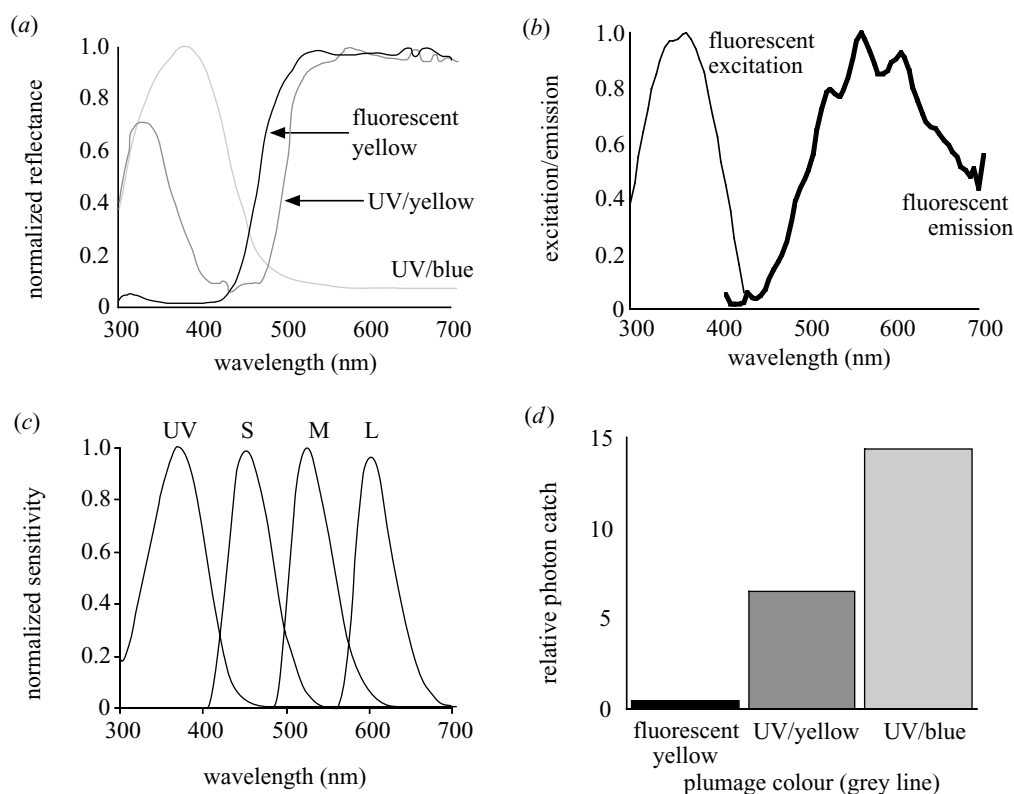 (a)
normalized reflectance
1.0
0.8
0.6
0.4
0.2
0
300
400
500
600
700
wavelength (nm)
fluorescent
yellow
UV/yellow
UV/blue
(b)
excitation/emission
1.0
0.8
0.6
0.4
0.2
0
300
400
500
600
700
wavelength (nm)
fluorescent
excitation
fluorescent
emission
(c)
normalized sensitivity
UV
S
M
L
1.0
0.8
0.6
0.4
0.2
0
300
400
500
600
700
wavelength (nm)
(d)
relative photon catch
15
10
5
0
fluorescent
yellow
UV/yellow
UV/blue
plumage colour (grey line)